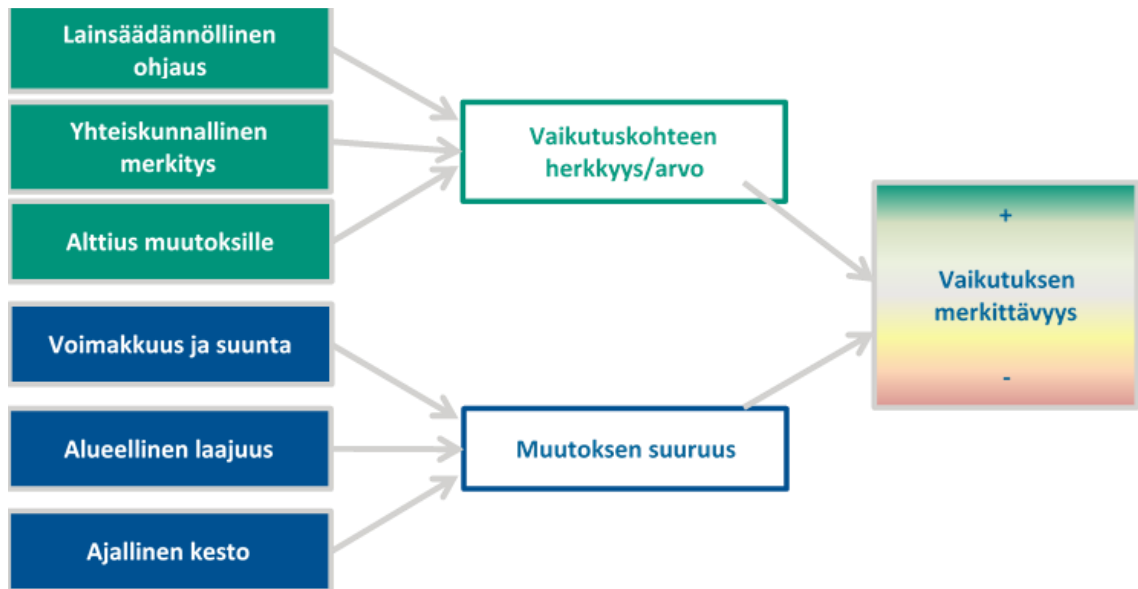 Lainsäädännöllinen
ohjaus
Yhteiskunnallinen
merkitys
Alttius muutoksille
Voimakkuus ja suunta
Alueellinen laajuus
Ajallinen kesto
Vaikutuskohteen
herkkyys/arvo
Muutoksen suuruus
+
Vaikutuksen
merkittävyys
-